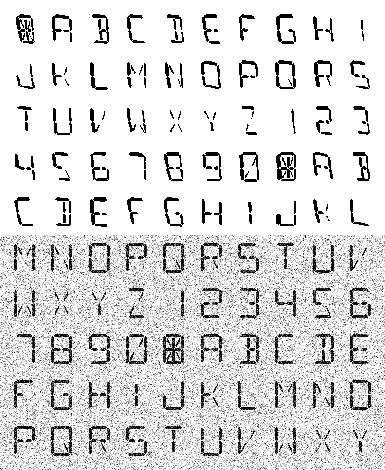 A B C D E F G H I
J K L M N O P Q R S
T U V W X Y Z 1 2 3
4 5 6 7 8 9 0 A B
C D E F G H I J K L
M N O P Q R S T U V
W X Y Z 1 2 3 4 5 6
7 8 9 0 A B C D E
F G H I J K L M N O
P Q R S T U V W X Y